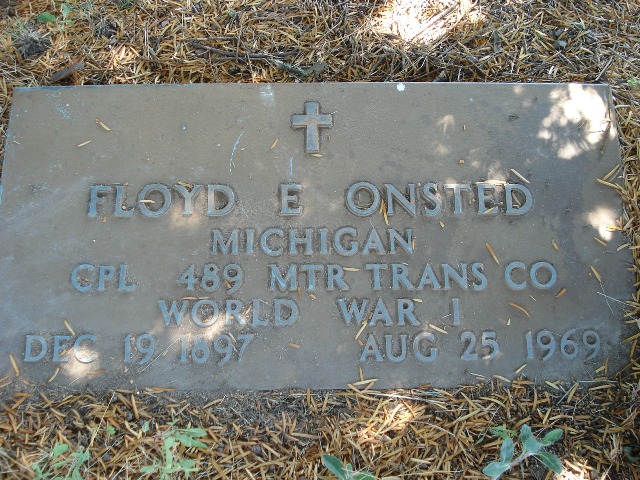 FLOYD E ONSTED
MICHIGAN
CPL 489 MTR TRANS CO
WORLD WAR I
DEC 19 1897 AUG 25 1969